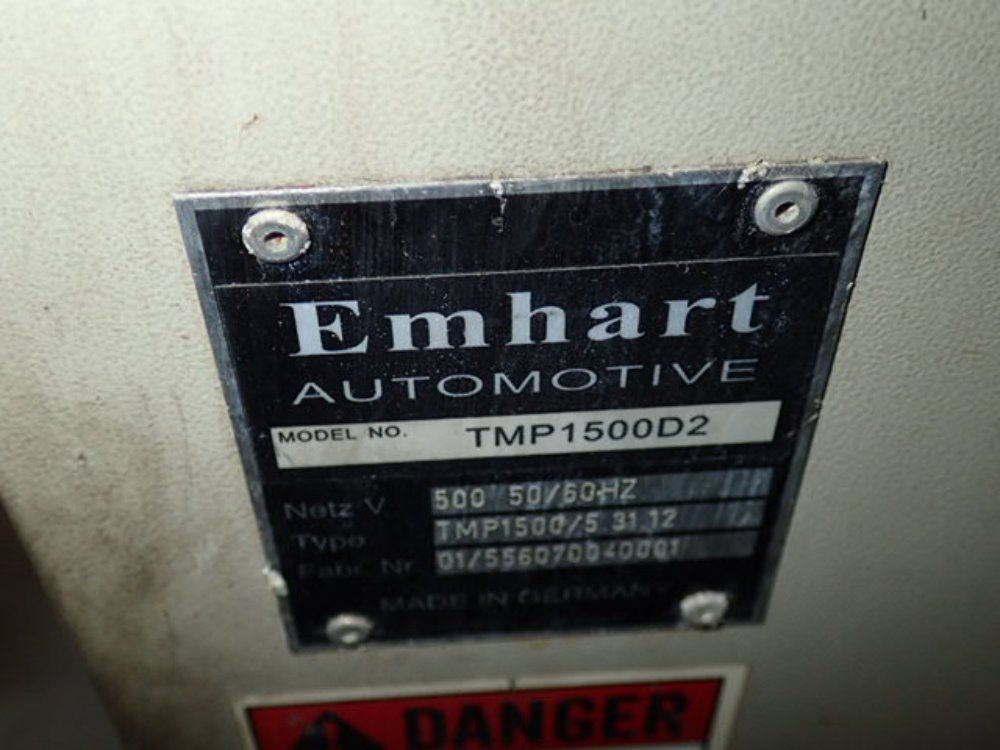 Emhart
AUTOMOTIVE
MODEL NO. TMP1500D2
Netz V. 500 50/60HZ
Type TMP1500/5.31.12
Fabr. Nr. 01/556070040001
MADE IN GERMANY
DANGER